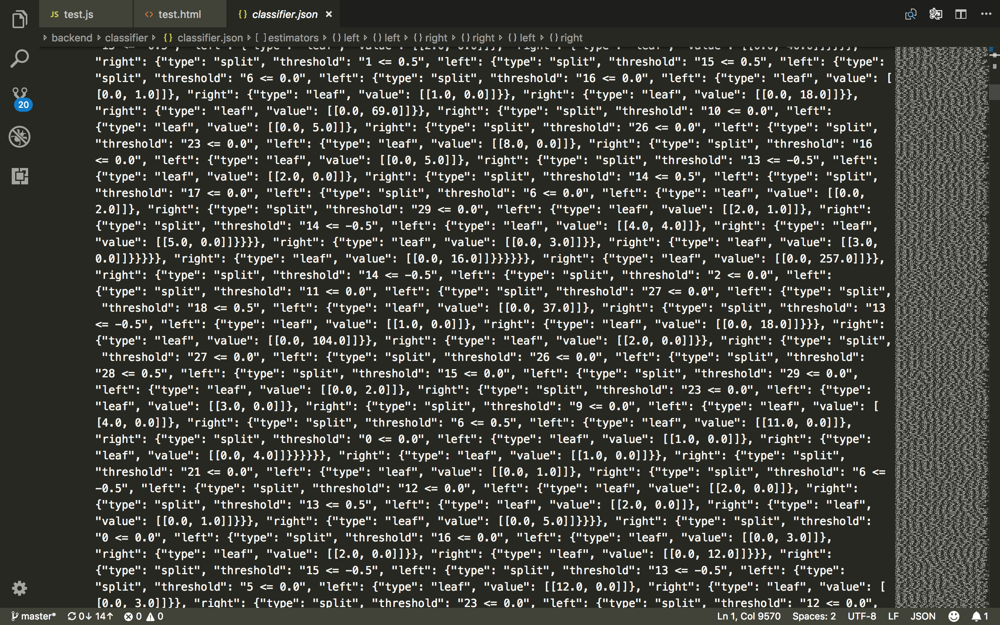 JS test.js
<> test.html
{} classifier.json ×
backend classifier {} classifier.json [ ] estimators {} left {} left {} right {} right {} left {} right
"right": {"type": "split", "threshold": "1 <= 0.5", "left": {"type": "split", "threshold": "15 <= 0.5", "left": {"type":
"split", "threshold": "6 <= 0.0", "left": {"type": "split", "threshold": "16 <= 0.0", "left": {"type": "leaf", "value": [
[0.0, 1.0]]}, "right": {"type": "leaf", "value": [[1.0, 0.0]]}}, "right": {"type": "leaf", "value": [[0.0, 18.0]]}},
"right": {"type": "leaf", "value": [[0.0, 69.0]]}}, "right": {"type": "split", "threshold": "10 <= 0.0", "left":
{"type": "leaf", "value": [[0.0, 5.0]]}, "right": {"type": "split", "threshold": "26 <= 0.0", "left": {"type": "split",
"threshold": "23 <= 0.0", "left": {"type": "leaf", "value": [[8.0, 0.0]]}, "right": {"type": "split", "threshold": "16
<= 0.0", "left": {"type": "leaf", "value": [[0.0, 5.0]]}, "right": {"type": "split", "threshold": "13 <= -0.5", "left":
{"type": "leaf", "value": [[2.0, 0.0]]}, "right": {"type": "split", "threshold": "14 <= 0.5", "left": {"type": "split",
"threshold": "17 <= 0.0", "left": {"type": "split", "threshold": "6 <= 0.0", "left": {"type": "leaf", "value": [[0.0,
2.0]]}, "right": {"type": "split", "threshold": "29 <= 0.0", "left": {"type": "leaf", "value": [[2.0, 1.0]]}, "right":
{"type": "split", "threshold": "14 <= -0.5", "left": {"type": "leaf", "value": [[4.0, 4.0]]}, "right": {"type": "leaf",
"value": [[5.0, 0.0]]}}}}, "right": {"type": "leaf", "value": [[0.0, 3.0]]}}, "right": {"type": "leaf", "value": [[3.0,
0.0]]}}}}}, "right": {"type": "leaf", "value": [[0.0, 16.0]]}}}}}}, "right": {"type": "leaf", "value": [[0.0, 257.0]]}},
"right": {"type": "split", "threshold": "14 <= -0.5", "left": {"type": "split", "threshold": "2 <= 0.0", "left":
{"type": "split", "threshold": "11 <= 0.0", "left": {"type": "split", "threshold": "27 <= 0.0", "left": {"type": "split",
"threshold": "18 <= 0.5", "left": {"type": "leaf", "value": [[0.0, 37.0]]}, "right": {"type": "split", "threshold": "13
<= -0.5", "left": {"type": "leaf", "value": [[1.0, 0.0]]}, "right": {"type": "leaf", "value": [[0.0, 18.0]]}}}, "right":
{"type": "leaf", "value": [[0.0, 104.0]]}}, "right": {"type": "leaf", "value": [[2.0, 0.0]]}}, "right": {"type": "split",
"threshold": "27 <= 0.0", "left": {"type": "split", "threshold": "26 <= 0.0", "left": {"type": "split", "threshold":
"28 <= 0.5", "left": {"type": "split", "threshold": "15 <= 0.0", "left": {"type": "split", "threshold": "29 <= 0.0",
"left": {"type": "leaf", "value": [[0.0, 2.0]]}, "right": {"type": "split", "threshold": "23 <= 0.0", "left": {"type":
"leaf", "value": [[3.0, 0.0]]}, "right": {"type": "split", "threshold": "9 <= 0.0", "left": {"type": "leaf", "value": [
[4.0, 0.0]]}, "right": {"type": "split", "threshold": "6 <= 0.5", "left": {"type": "leaf", "value": [[11.0, 0.0]]},
"right": {"type": "split", "threshold": "0 <= 0.0", "left": {"type": "leaf", "value": [[1.0, 0.0]]}, "right": {"type":
"leaf", "value": [[0.0, 4.0]]}}}}}}, "right": {"type": "leaf", "value": [[1.0, 0.0]]}}, "right": {"type": "split",
"threshold": "21 <= 0.0", "left": {"type": "leaf", "value": [[0.0, 1.0]]}, "right": {"type": "split", "threshold": "6 <=
-0.5", "left": {"type": "split", "threshold": "12 <= 0.0", "left": {"type": "leaf", "value": [[2.0, 0.0]]}, "right":
{"type": "split", "threshold": "13 <= 0.5", "left": {"type": "leaf", "value": [[2.0, 0.0]]}, "right": {"type": "leaf",
"value": [[0.0, 1.0]]}}}, "right": {"type": "leaf", "value": [[0.0, 5.0]]}}}}, "right": {"type": "split", "threshold":
"0 <= 0.0", "left": {"type": "split", "threshold": "16 <= 0.0", "left": {"type": "leaf", "value": [[0.0, 3.0]]},
"right": {"type": "leaf", "value": [[2.0, 0.0]]}}, "right": {"type": "leaf", "value": [[0.0, 12.0]]}}}, "right":
{"type": "split", "threshold": "15 <= -0.5", "left": {"type": "split", "threshold": "13 <= -0.5", "left": {"type":
"split", "threshold": "5 <= 0.0", "left": {"type": "leaf", "value": [[12.0, 0.0]]}, "right": {"type": "leaf", "value": [
[0.0, 3.0]]}}, "right": {"type": "split", "threshold": "23 <= 0.0", "left": {"type": "split", "threshold": "12 <= 0.0",
20
master* 0↓ 14↑ 0 0 Ln 1, Col 9570 Spaces: 2 UTF-8 LF JSON 1